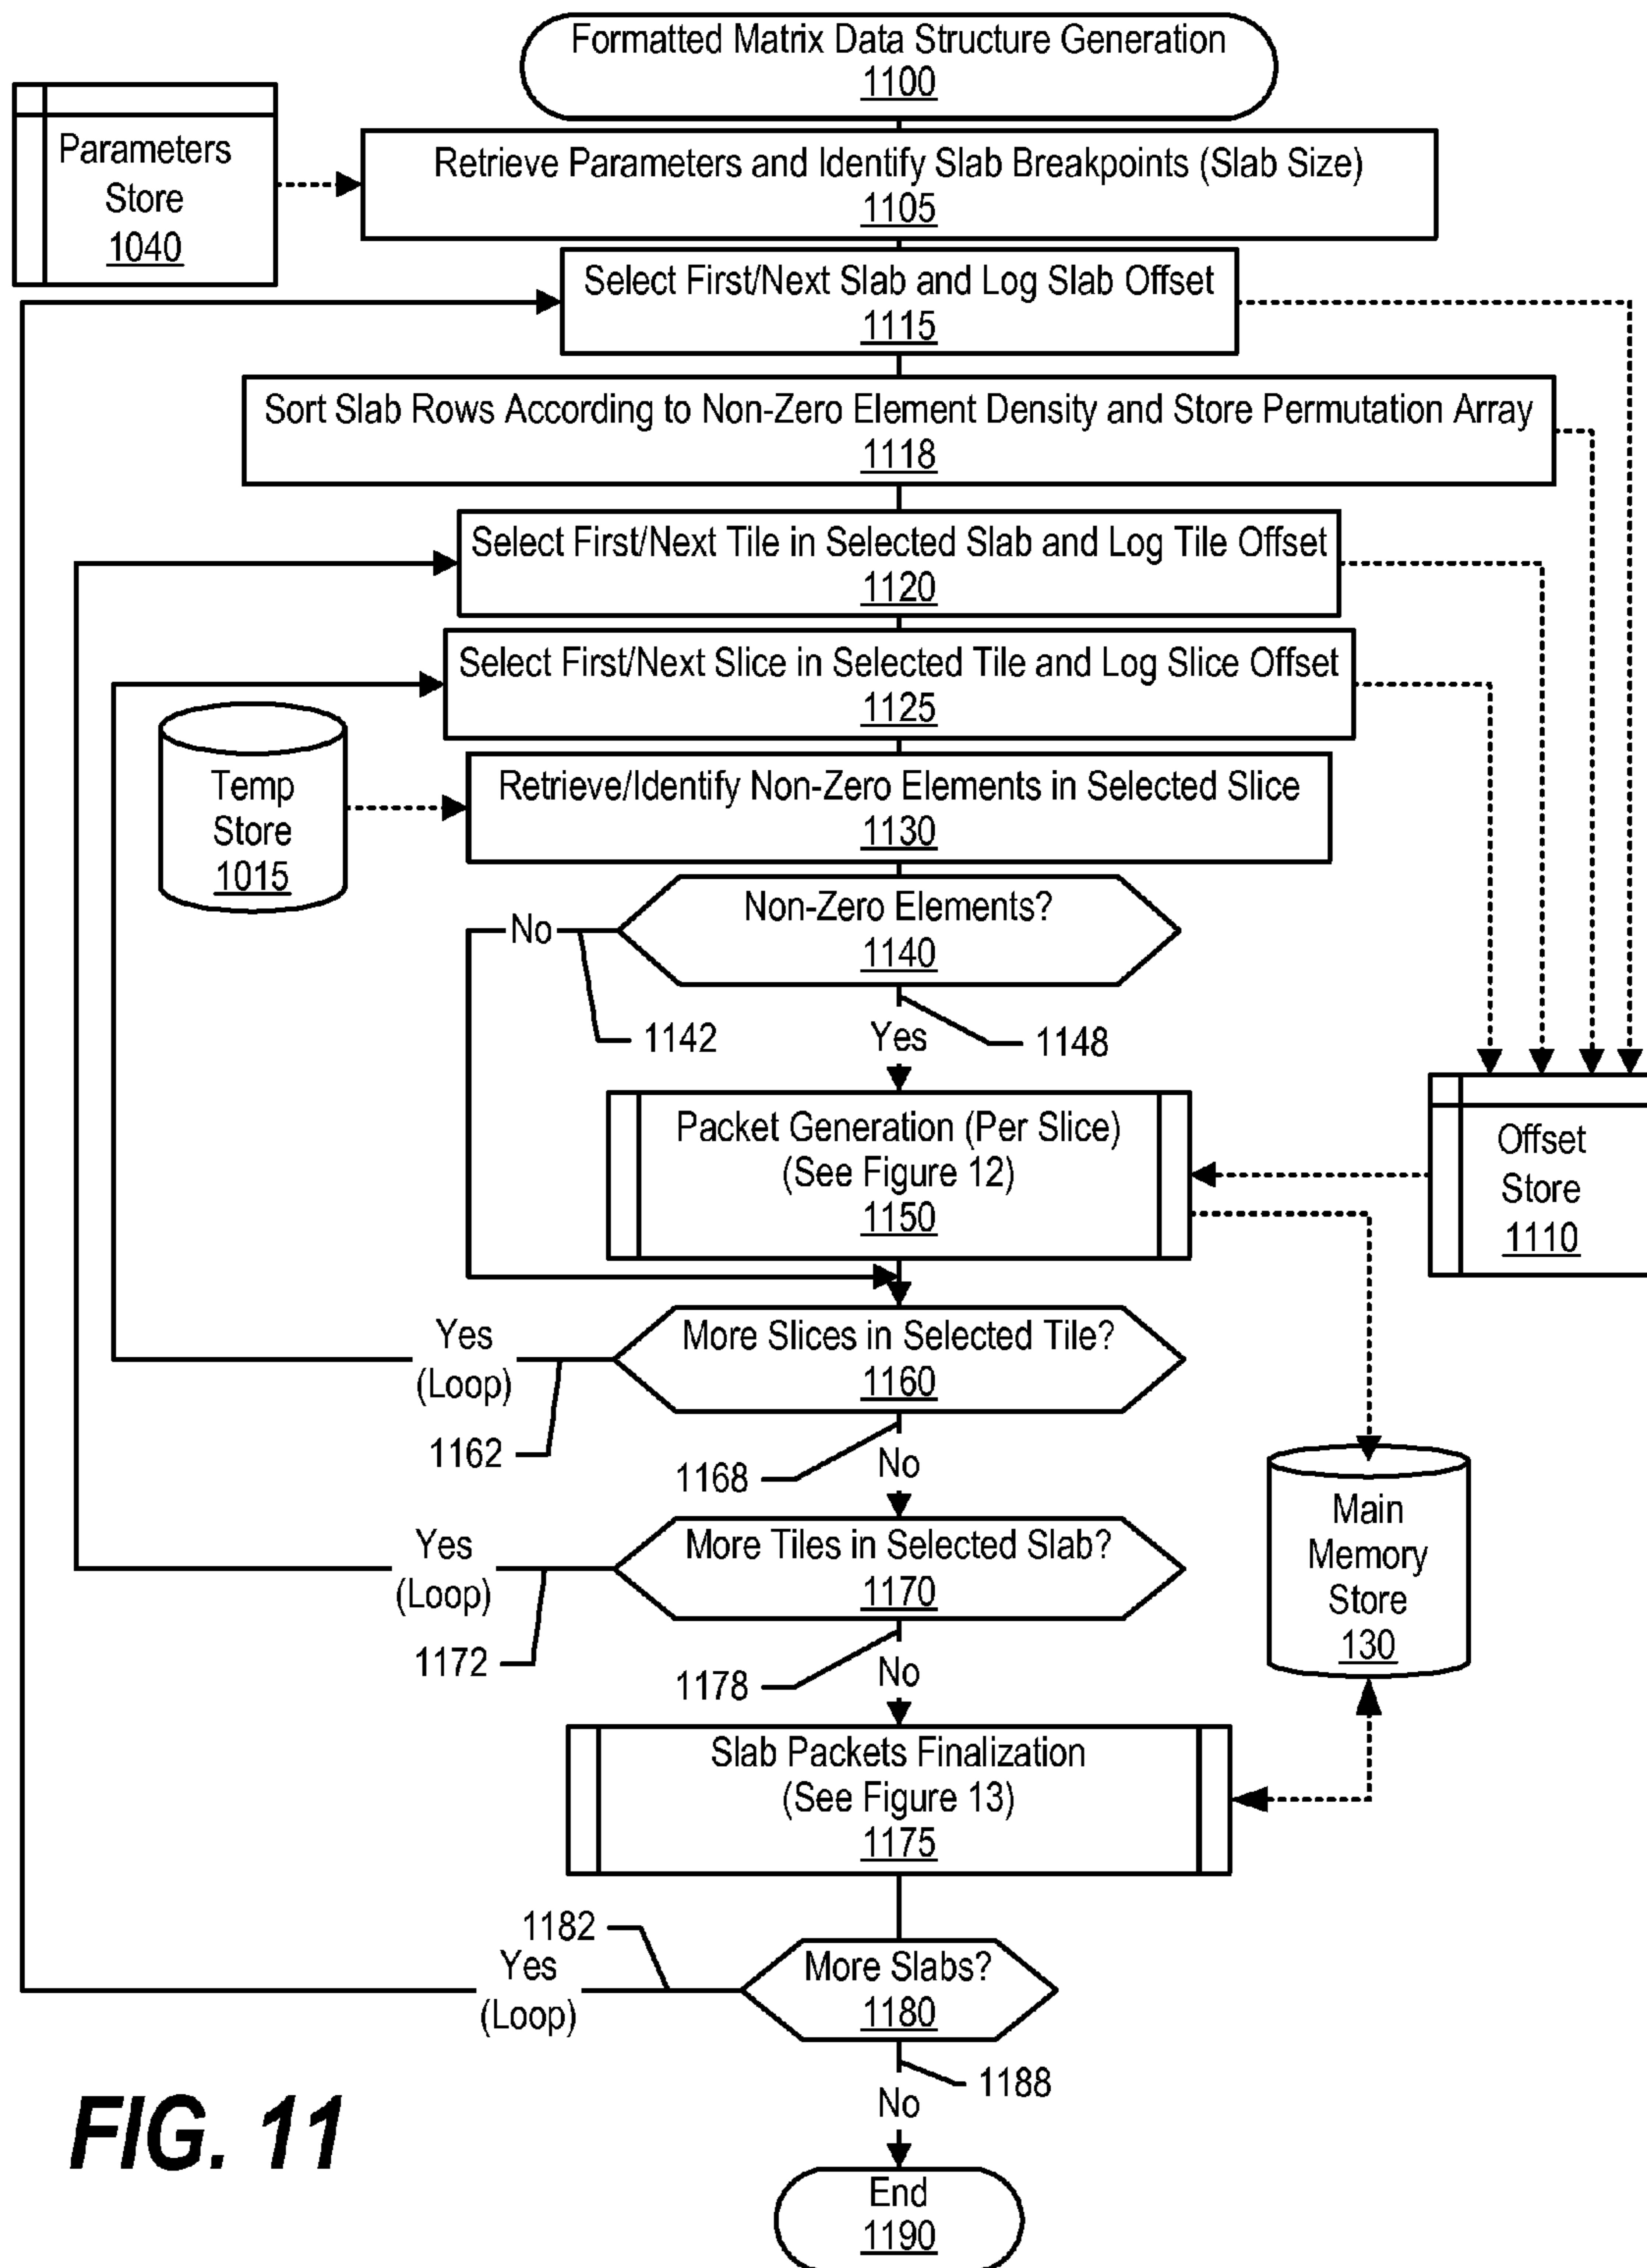 Formatted Matrix Data Structure Generation
1100
Parameters
Store
1040
Retrieve Parameters and Identify Slab Breakpoints (Slab Size)
1105
Select First/Next Slab and Log Slab Offset
1115
Sort Slab Rows According to Non-Zero Element Density and Store Permutation Array
1118
Select First/Next Tile in Selected Slab and Log Tile Offset
1120
Select First/Next Slice in Selected Tile and Log Slice Offset
1125
Temp
Store
1015
Retrieve/Identify Non-Zero Elements in Selected Slice
1130
Non-Zero Elements?
1140
No
1142
Yes
1148
Packet Generation (Per Slice)
(See Figure 12)
1150
Offset
Store
1110
More Slices in Selected Tile?
1160
Yes
(Loop)
1162
1168
No
More Tiles in Selected Slab?
1170
Yes
(Loop)
1172
1178
No
Main
Memory
Store
130
Slab Packets Finalization
(See Figure 13)
1175
1182
Yes
(Loop)
More Slabs?
1180
1188
No
End
1190
FIG. 11